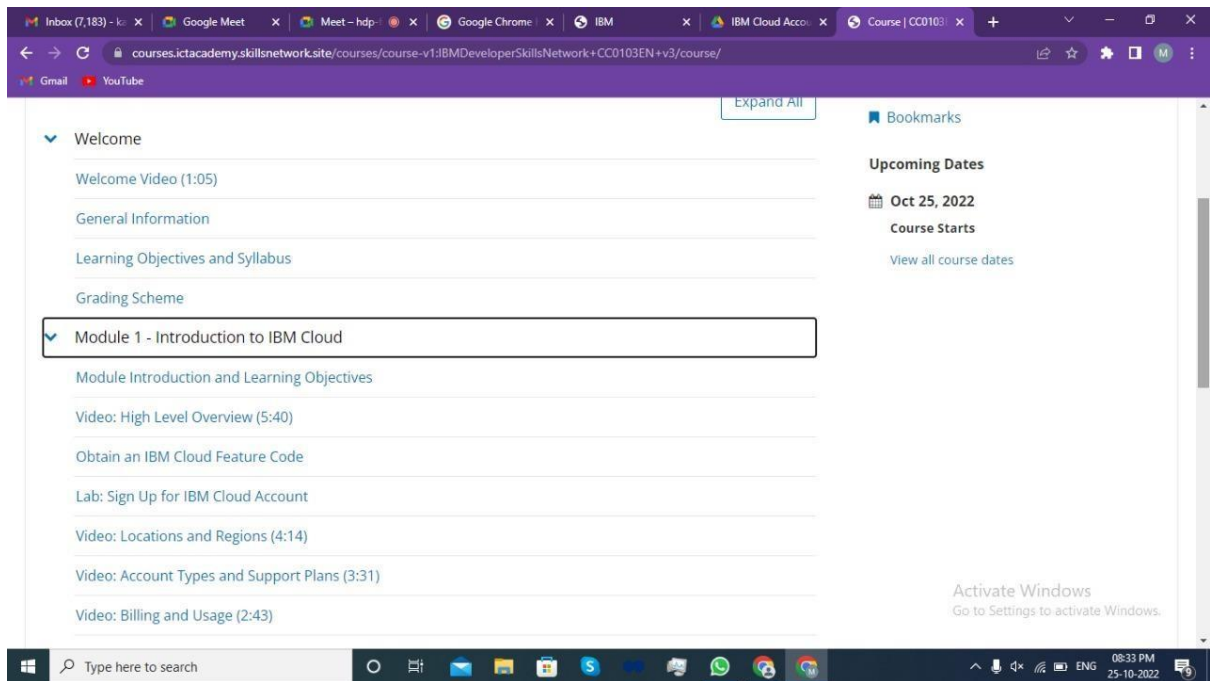 Inbox (7,183) - ka
Google Meet
Meet – hdp-
Google Chrome
IBM
IBM Cloud Accou
Course | CC0103
courses.ictacademy.skillsnetwork.site/courses/course-v1:IBMDeveloperSkillsNetwork+CC0103EN+v3/course/
M
Gmail
YouTube
Expand All
Welcome
Welcome Video (1:05)
General Information
Learning Objectives and Syllabus
Grading Scheme
Module 1 - Introduction to IBM Cloud
Module Introduction and Learning Objectives
Video: High Level Overview (5:40)
Obtain an IBM Cloud Feature Code
Lab: Sign Up for IBM Cloud Account
Video: Locations and Regions (4:14)
Video: Account Types and Support Plans (3:31)
Video: Billing and Usage (2:43)
Bookmarks
Upcoming Dates
Oct 25, 2022
Course Starts
View all course dates
Activate Windows
Go to Settings to activate Windows.
Type here to search
ENG
08:33 PM
25-10-2022